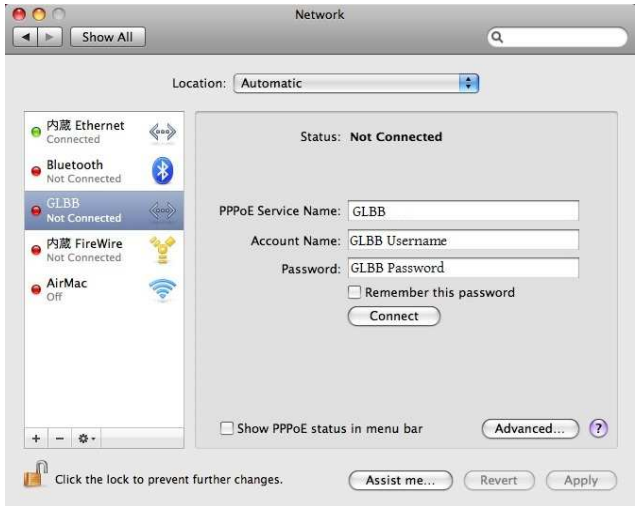 Network
Show All
Location: Automatic
内蔵 Ethernet
Connected
Bluetooth
Not Connected
GLBB
Not Connected
内蔵 FireWire
Not Connected
AirMac
Off
Status: Not Connected
PPPoE Service Name: GLBB
Account Name: GLBB Username
Password: GLBB Password
Remember this password
Connect
Show PPPoE status in menu bar
Advanced...
?
Click the lock to prevent further changes.
Assist me...
Revert
Apply